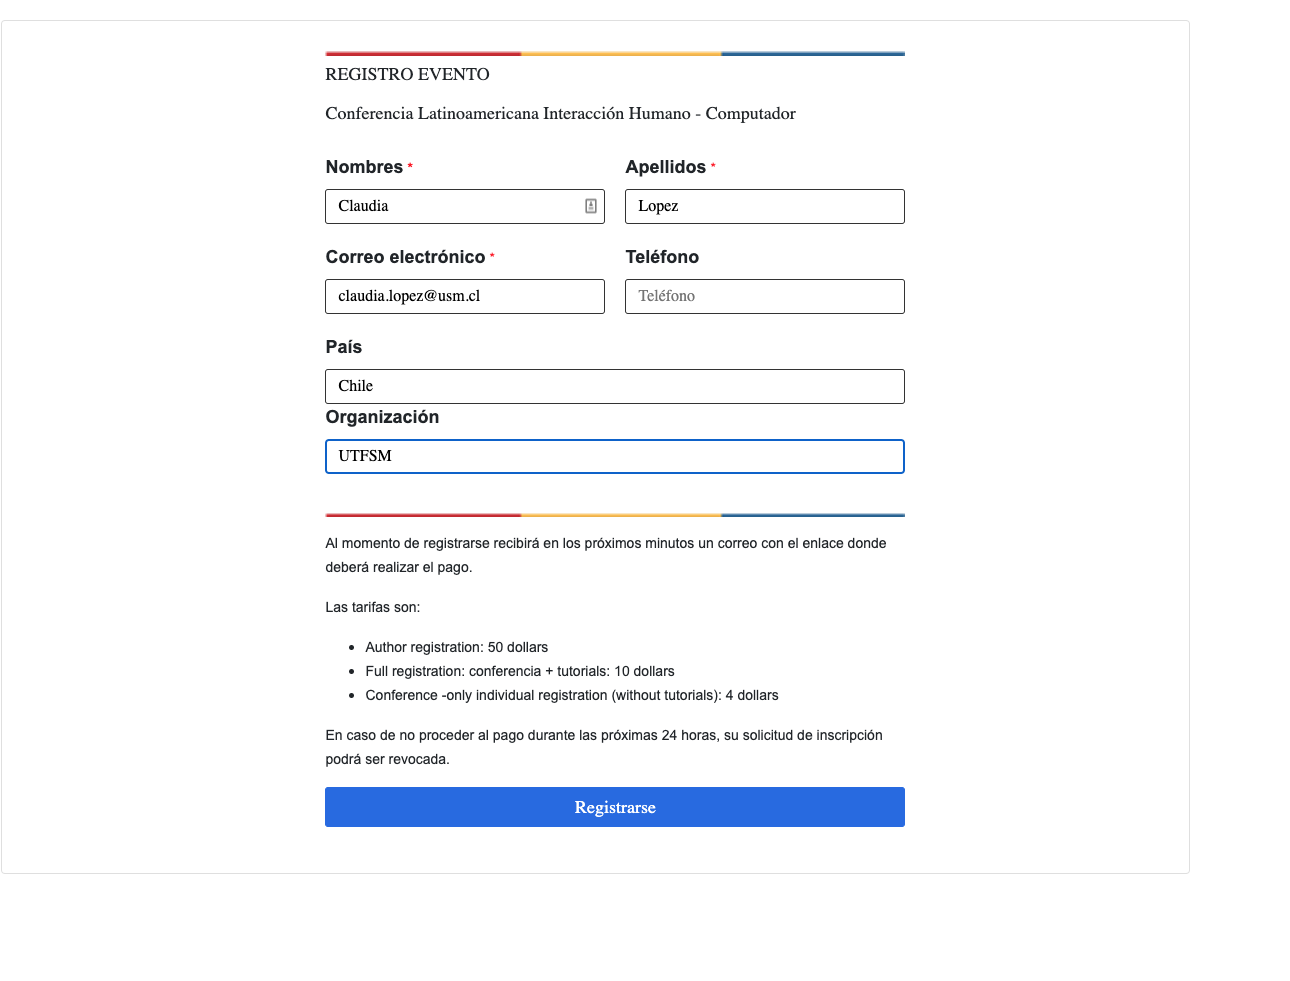 REGISTRO EVENTO
Conferencia Latinoamericana Interacción Humano - Computador
Nombres * Apellidos *
Claudia Lopez
Correo electrónico * Teléfono
claudia.lopez@usm.cl Teléfono
País
Chile
Organización
UTFSM
Al momento de registrarse recibirá en los próximos minutos un correo con el enlace donde
deberá realizar el pago.
Las tarifas son:
• Author registration: 50 dollars
• Full registration: conferencia + tutorials: 10 dollars
• Conference -only individual registration (without tutorials): 4 dollars
En caso de no proceder al pago durante las próximas 24 horas, su solicitud de inscripción
podrá ser revocada.
Registrarse